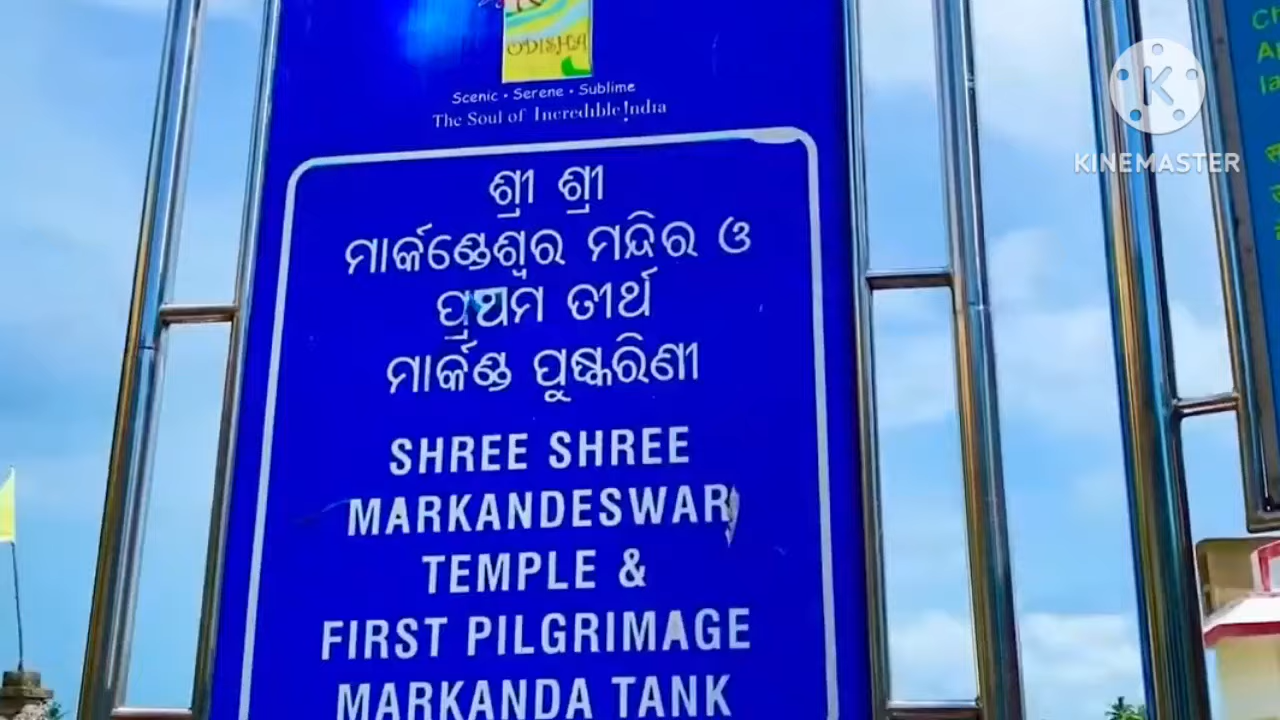 ODISHA
Scenic • Serene • Sublime
The Soul of Incredible!ndia
ଶ୍ରୀ ଶ୍ରୀ
ମାର୍କଣ୍ଡେଶ୍ୱର ମନ୍ଦିର ଓ
ପ୍ରଥମ ତୀର୍ଥ
ମାର୍କଣ୍ଡ ପୁଷ୍କରିଣୀ
SHREE SHREE
MARKANDESWAR
TEMPLE &
FIRST PILGRIMAGE
MARKANDA TANK
K
KINEMASTER